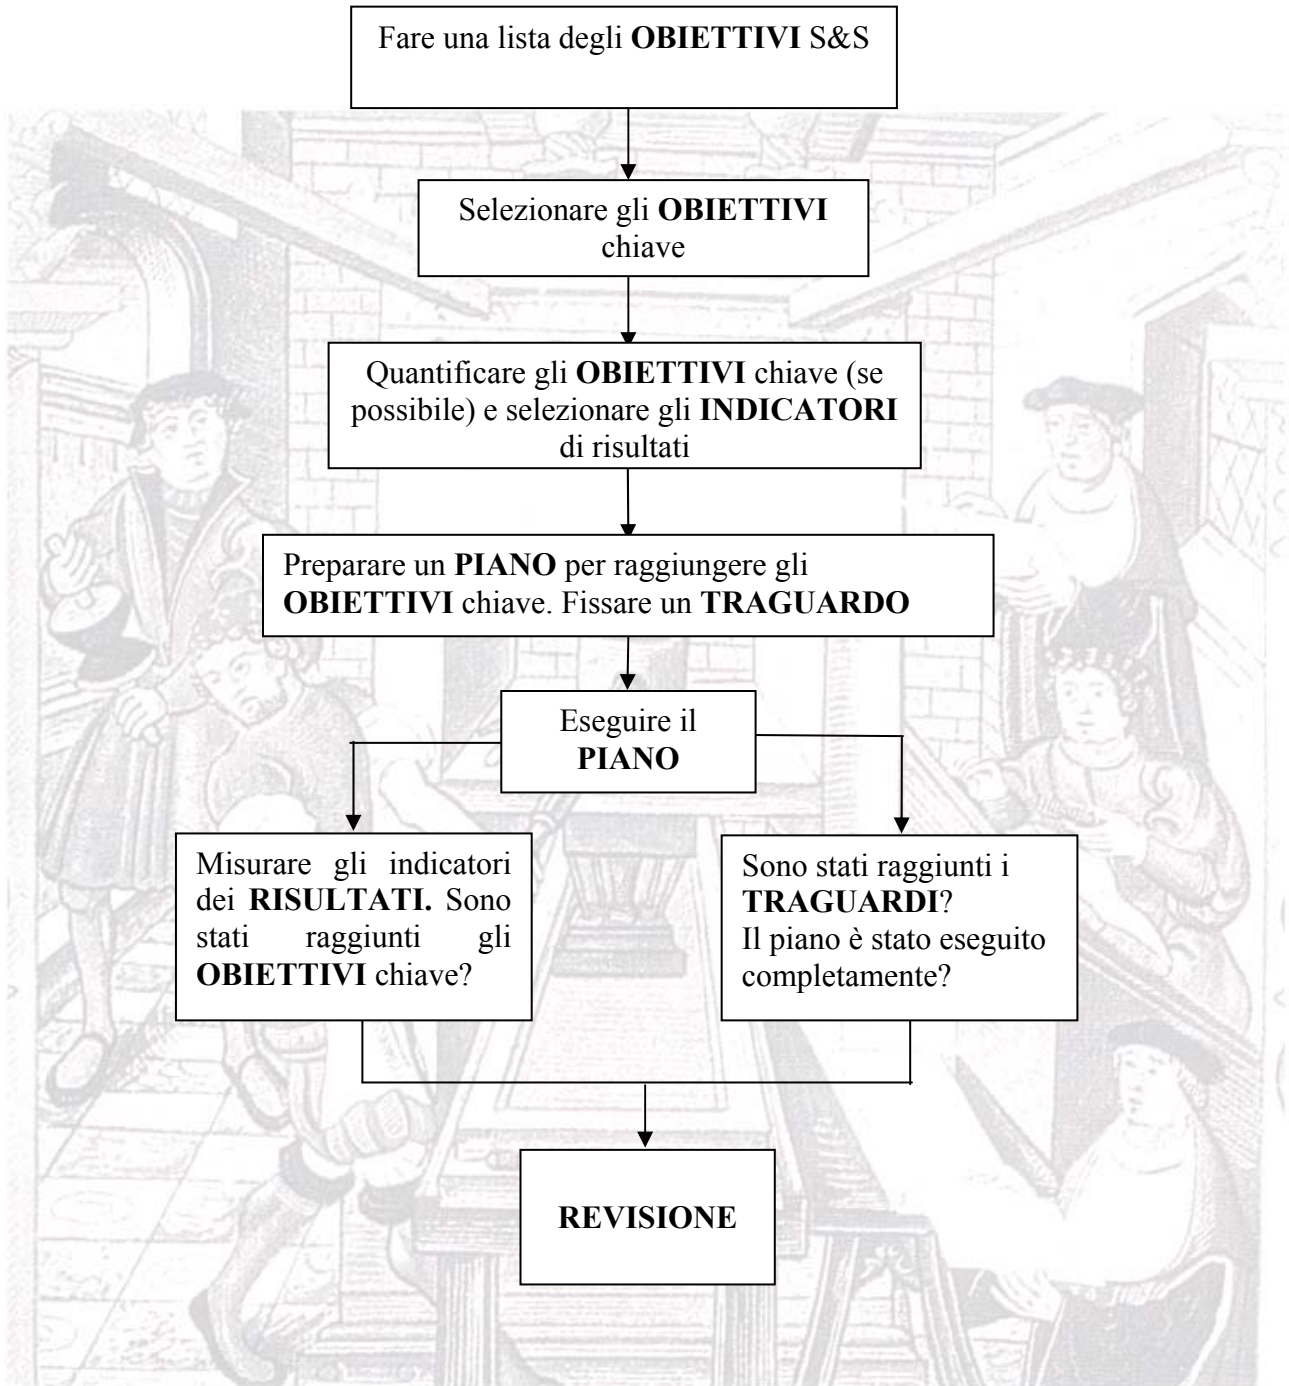 Fare una lista degli OBIETTIVI S&S
Selezionare gli OBIETTIVI
chiave
Quantificare gli OBIETTIVI chiave (se
possibile) e selezionare gli INDICATORI
di risultati
Preparare un PIANO per raggiungere gli
OBIETTIVI chiave. Fissare un TRAGUARDO
Eseguire il
PIANO
Misurare gli indicatori
dei RISULTATI. Sono
stati raggiunti gli
OBIETTIVI chiave?
Sono stati raggiunti i
TRAGUARDI?
Il piano è stato eseguito
completamente?
REVISIONE